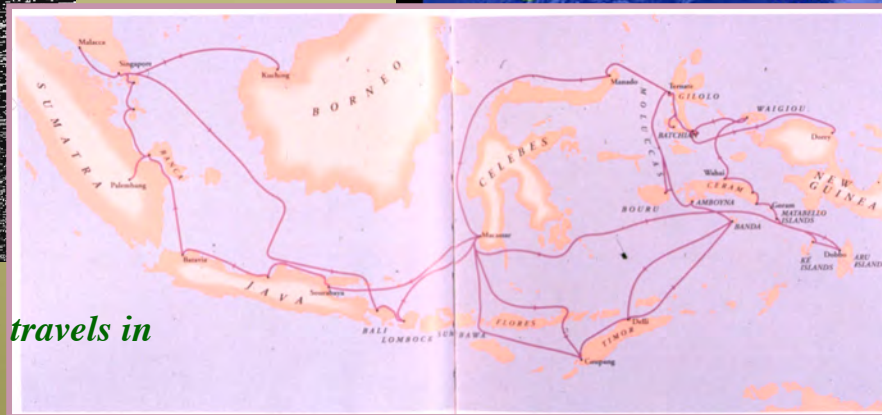 Malacca
Singapore
Kuching
SUMATRA
BORNEO
BANCA
Palembang
Batavia
JAVA
Sourabaya
BALI
LOMBOCK
SUMBAWA
FLORES
Macassar
CELEBES
Manado
Ternate
GILOLO
MOLUCCAS
BATCHIAN
WAIGIOU
Dorey
NEW
GUINEA
Wahai
CERAM
BOURU
AMBOYNA
Goram
MATABELLO
ISLANDS
BANDA
KÉ
ISLANDS
Dobbo
ARU
ISLAND
Delli
TIMOR
Coupang
travels in